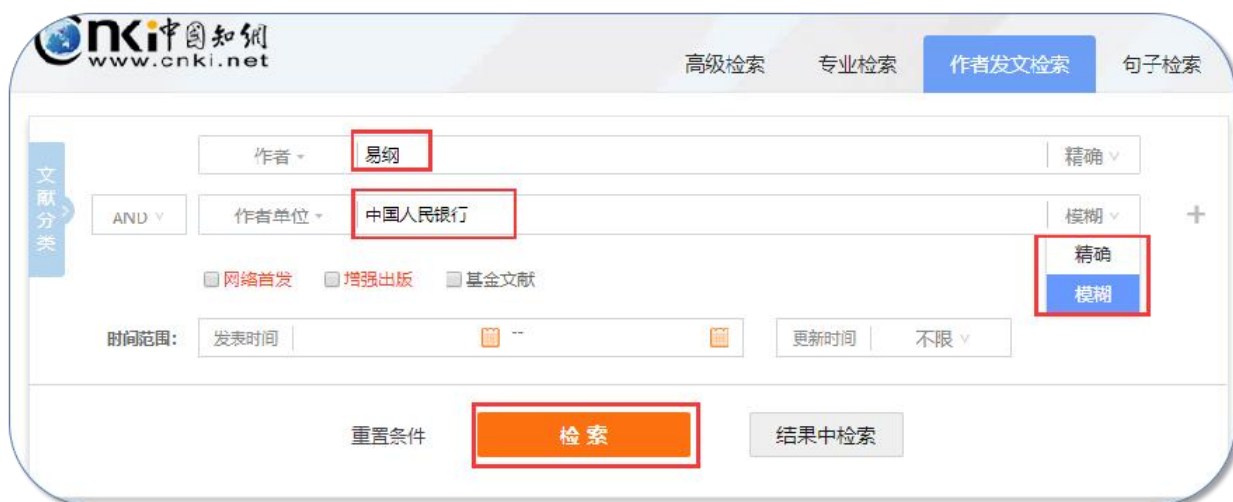 cnki中国知网
www.cnki.net
高级检索 专业检索 作者发文检索 句子检索
文献分类
作者 易纲 精确
AND 作者单位 中国人民银行 模糊
精确
模糊
网络首发 增强出版 基金文献
时间范围: 发表时间 -- 更新时间 不限
重置条件 检索 结果中检索